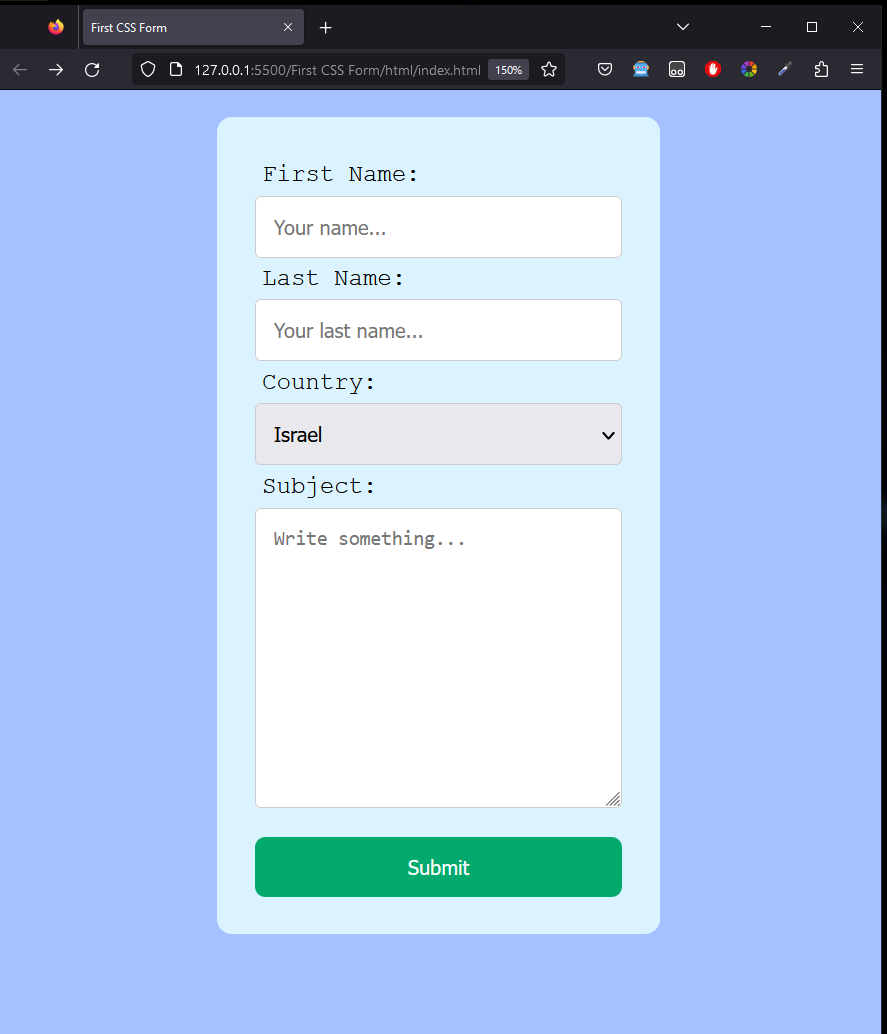 First CSS Form
127.0.0.1:5500/First CSS Form/html/index.html 150%
First Name:
Your name...
Last Name:
Your last name...
Country:
Israel
Subject:
Write something...
Submit